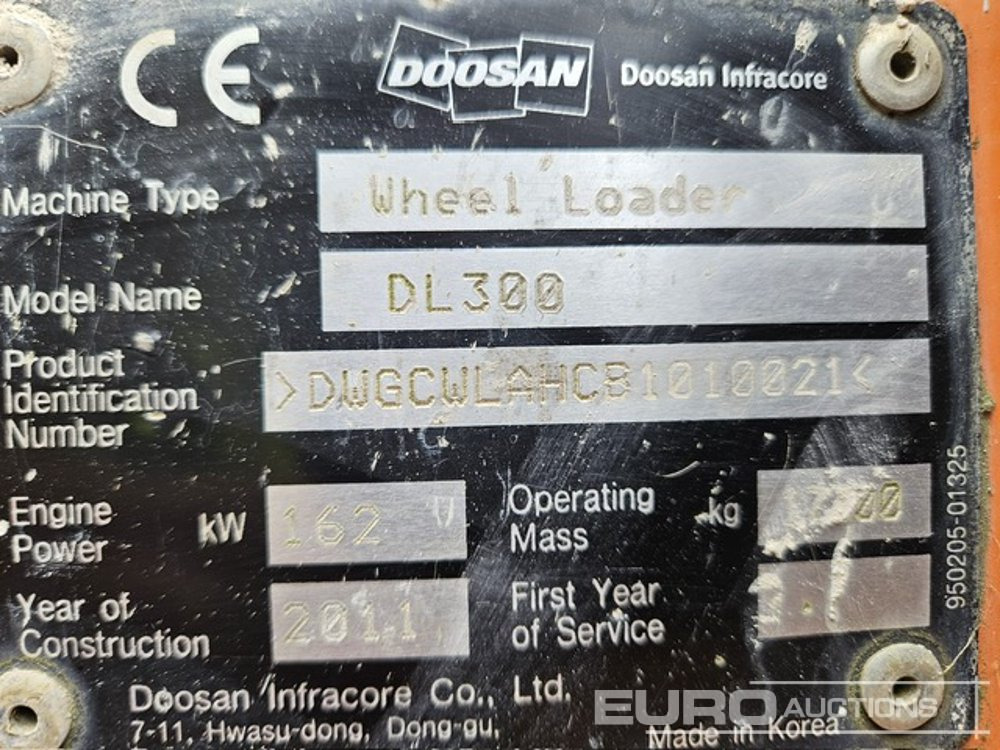 CE DOOSAN Doosan Infracore
Machine Type Wheel Loader
Model Name DL300
Product
Identification
Number
>DWGCWLAHCB1010021<
Engine
Power kW 162
Operating
Mass kg
Year of
Construction 2011
First Year
of Service
950205-01325
Doosan Infracore Co., Ltd.
7-11, Hwasu-dong, Dong-gu,
Made in Korea
EURO AUCTIONS